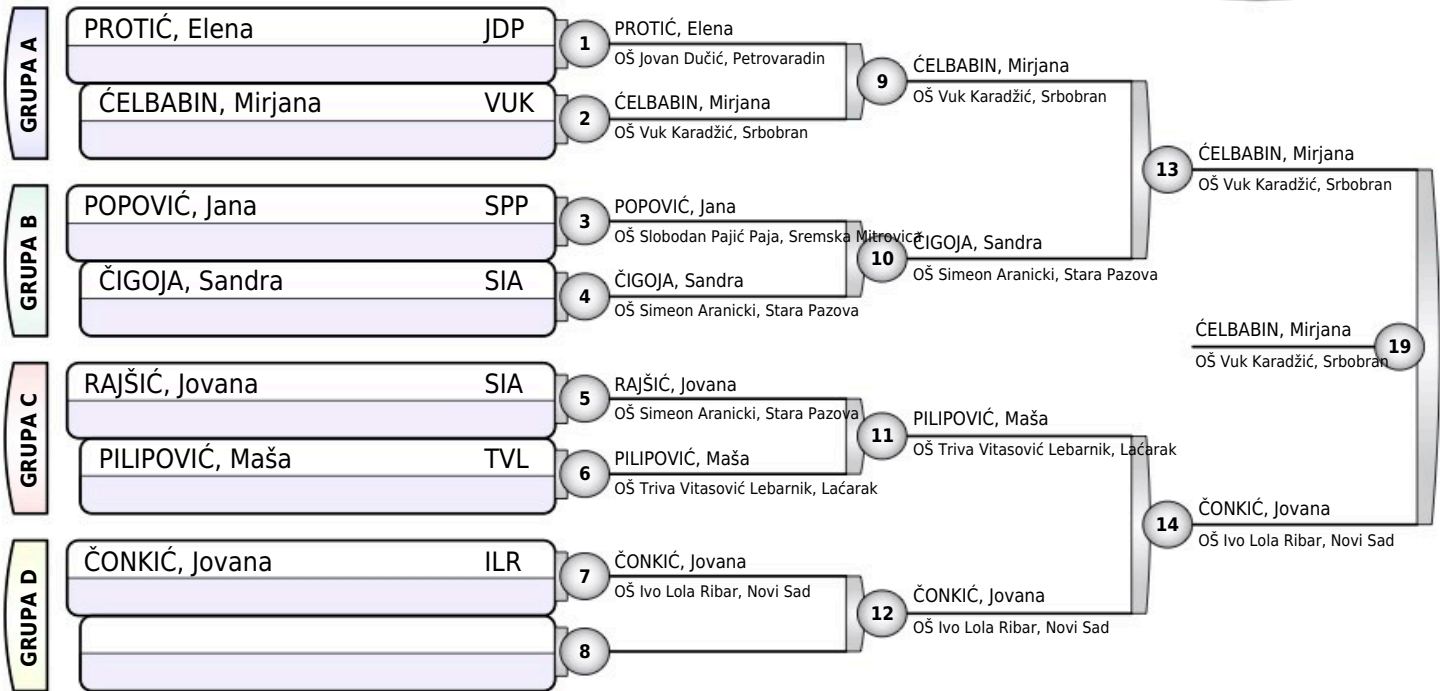 GRUPA A
PROTIĆ, Elena JDP
ĆELBABIN, Mirjana VUK
GRUPA B
POPOVIĆ, Jana SPP
ČIGOJA, Sandra SIA
GRUPA C
RAJŠIĆ, Jovana SIA
PILIPOVIĆ, Maša TVL
GRUPA D
ČONKIĆ, Jovana ILR
1
PROTIĆ, Elena
OŠ Jovan Dučić, Petrovaradin
2
ĆELBABIN, Mirjana
OŠ Vuk Karadžić, Srbobran
3
POPOVIĆ, Jana
OŠ Slobodan Pajić Paja, Sremska Mitrovica
4
ČIGOJA, Sandra
OŠ Simeon Aranicki, Stara Pazova
5
RAJŠIĆ, Jovana
OŠ Simeon Aranicki, Stara Pazova
6
PILIPOVIĆ, Maša
OŠ Triva Vitasović Lebarnik, Laćarak
7
ČONKIĆ, Jovana
OŠ Ivo Lola Ribar, Novi Sad
8
9
ĆELBABIN, Mirjana
OŠ Vuk Karadžić, Srbobran
10
ČIGOJA, Sandra
OŠ Simeon Aranicki, Stara Pazova
11
PILIPOVIĆ, Maša
OŠ Triva Vitasović Lebarnik, Laćarak
12
ČONKIĆ, Jovana
OŠ Ivo Lola Ribar, Novi Sad
13
ĆELBABIN, Mirjana
OŠ Vuk Karadžić, Srbobran
14
ČONKIĆ, Jovana
OŠ Ivo Lola Ribar, Novi Sad
ĆELBABIN, Mirjana
OŠ Vuk Karadžić, Srbobran
19